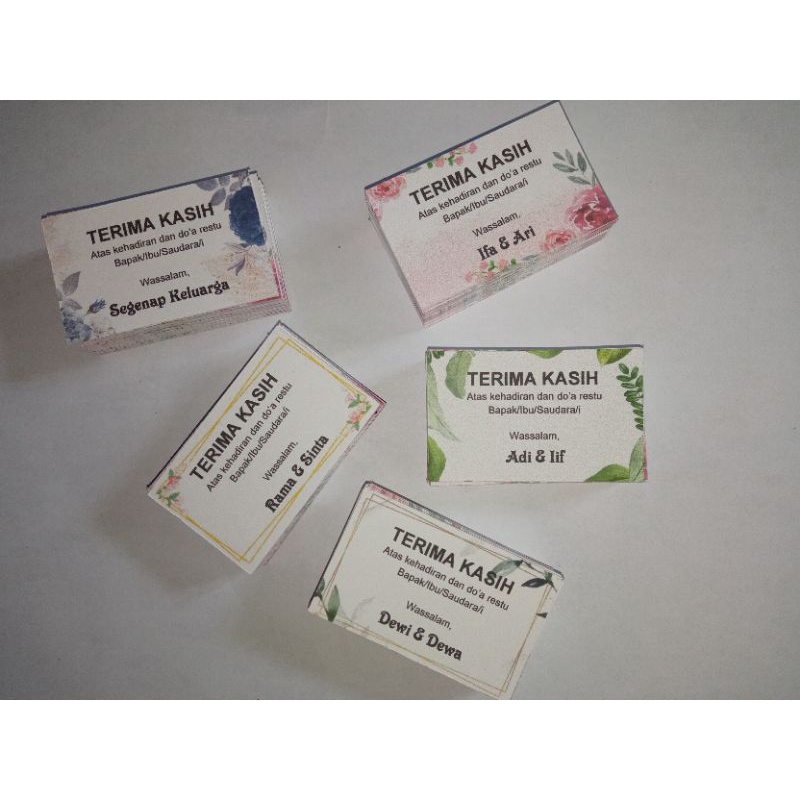 TERIMA KASIH
Atas kehadiran dan do'a restu
Bapak/Ibu/Saudara/i
Wassalam,
Segenap Keluarga
TERIMA KASIH
Atas kehadiran dan do'a restu
Bapak/Ibu/Saudara/i
Wassalam,
Ifa & Ari
TERIMA KASIH
Atas kehadiran dan do'a restu
Bapak/Ibu/Saudara/i
Wassalam,
Rama & Sinta
TERIMA KASIH
Atas kehadiran dan do'a restu
Bapak/Ibu/Saudara/i
Wassalam,
Adi & Iif
TERIMA KASIH
Atas kehadiran dan do'a restu
Bapak/Ibu/Saudara/i
Wassalam,
Dewi & Dewa